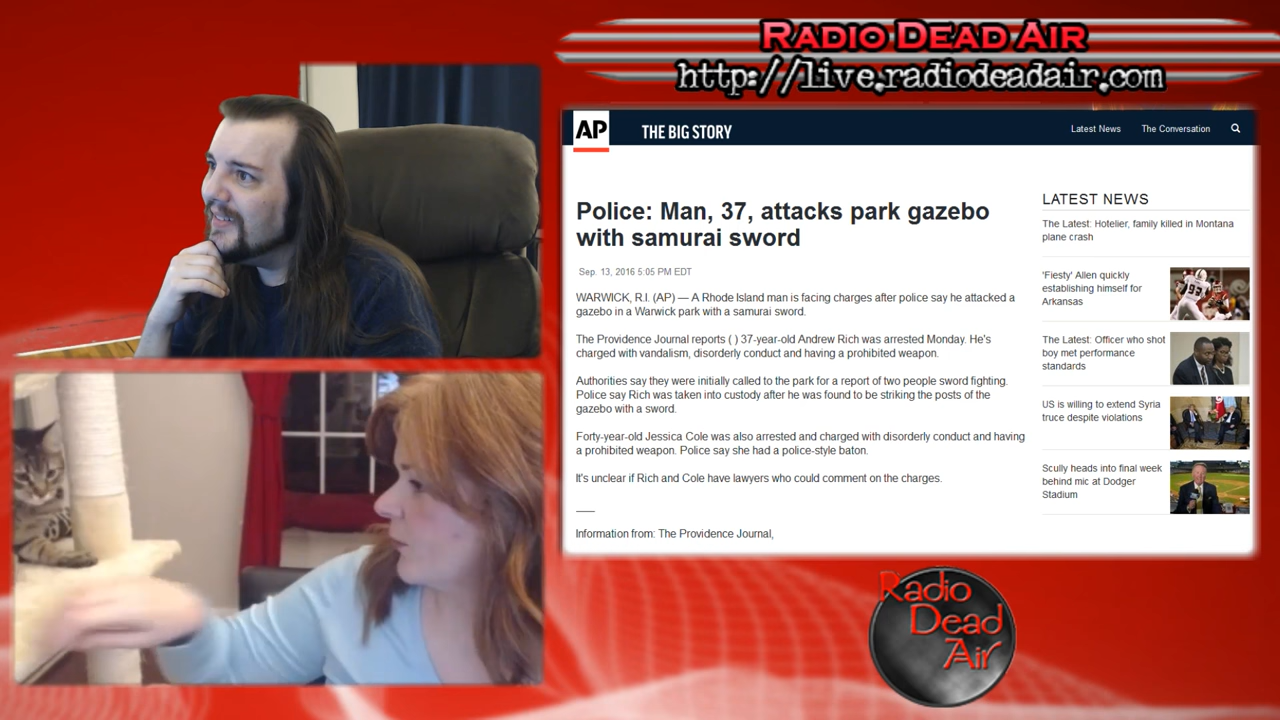 RADIO DEAD AIR
http://live.radiodeadair.com
AP THE BIG STORY Latest News The Conversation
Police: Man, 37, attacks park gazebo
with samurai sword
Sep. 13, 2016 5:05 PM EDT
WARWICK, R.I. (AP) — A Rhode Island man is facing charges after police say he attacked a
gazebo in a Warwick park with a samurai sword.
The Providence Journal reports ( ) 37-year-old Andrew Rich was arrested Monday. He's
charged with vandalism, disorderly conduct and having a prohibited weapon.
Authorities say they were initially called to the park for a report of two people sword fighting.
Police say Rich was taken into custody after he was found to be striking the posts of the
gazebo with a sword.
Forty-year-old Jessica Cole was also arrested and charged with disorderly conduct and having
a prohibited weapon. Police say she had a police-style baton.
It's unclear if Rich and Cole have lawyers who could comment on the charges.
___
Information from: The Providence Journal,
LATEST NEWS
The Latest: Hotelier, family killed in Montana
plane crash
'Fiesty' Allen quickly
establishing himself for
Arkansas
The Latest: Officer who shot
boy met performance
standards
US is willing to extend Syria
truce despite violations
Scully heads into final week
behind mic at Dodger
Stadium
93
Radio
Dead
Air